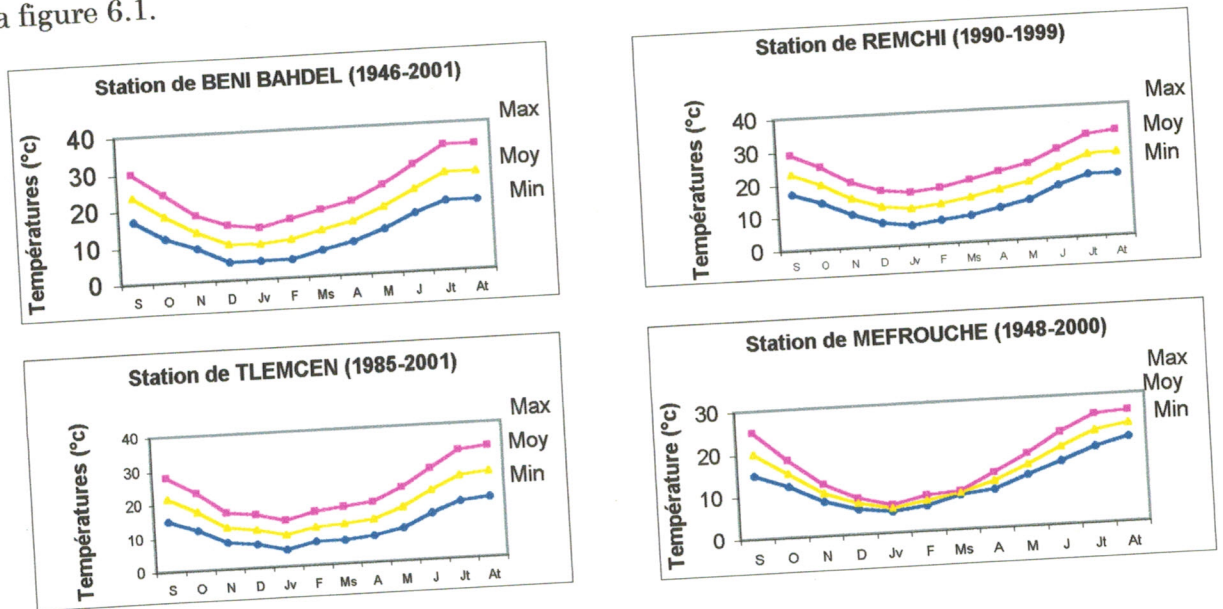 a figure 6.1.
Station de BENI BAHDEL (1946-2001)
Températures (°c)
40
30
20
10
0
S O N D Jv F Ms A M J Jt At
Max
Moy
Min
Station de REMCHI (1990-1999)
Températures (°c)
40
30
20
10
0
S O N D Jv F Ms A M J Jt At
Max
Moy
Min
Station de TLEMCEN (1985-2001)
Températures (°c)
40
30
20
10
0
S O N D Jv F Ms A M J Jt At
Max
Moy
Min
Station de MEFROUCHE (1948-2000)
Température (°c)
30
20
10
0
S O N D Jv F Ms A M J Jt At
Max
Moy
Min